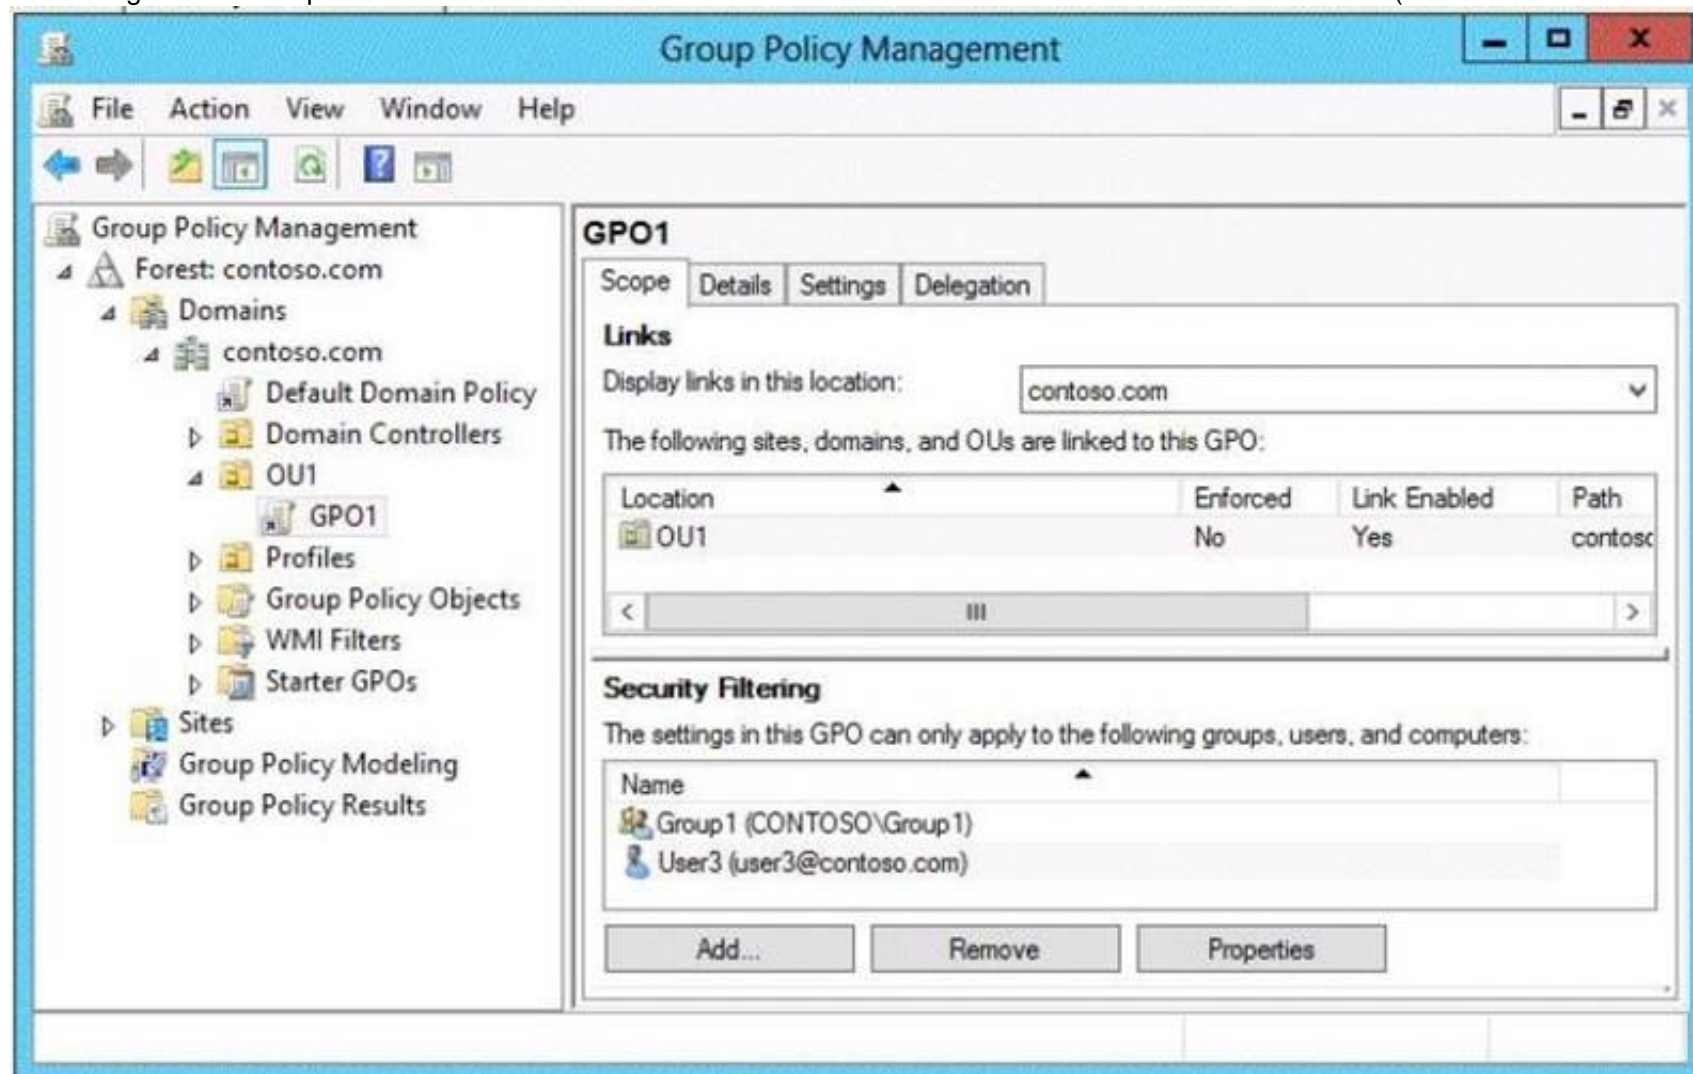 Group Policy Management
File Action View Window Help
Group Policy Management
Forest: contoso.com
Domains
contoso.com
Default Domain Policy
Domain Controllers
OU1
GPO1
Profiles
Group Policy Objects
WMI Filters
Starter GPOs
Sites
Group Policy Modeling
Group Policy Results
GPO1
Scope Details Settings Delegation
Links
Display links in this location: contoso.com
The following sites, domains, and OUs are linked to this GPO:
Location Enforced Link Enabled Path
OU1 No Yes contoso
Security Filtering
The settings in this GPO can only apply to the following groups, users, and computers:
Name
Group1 (CONTOSO\Group1)
User3 (user3@contoso.com)
Add... Remove Properties